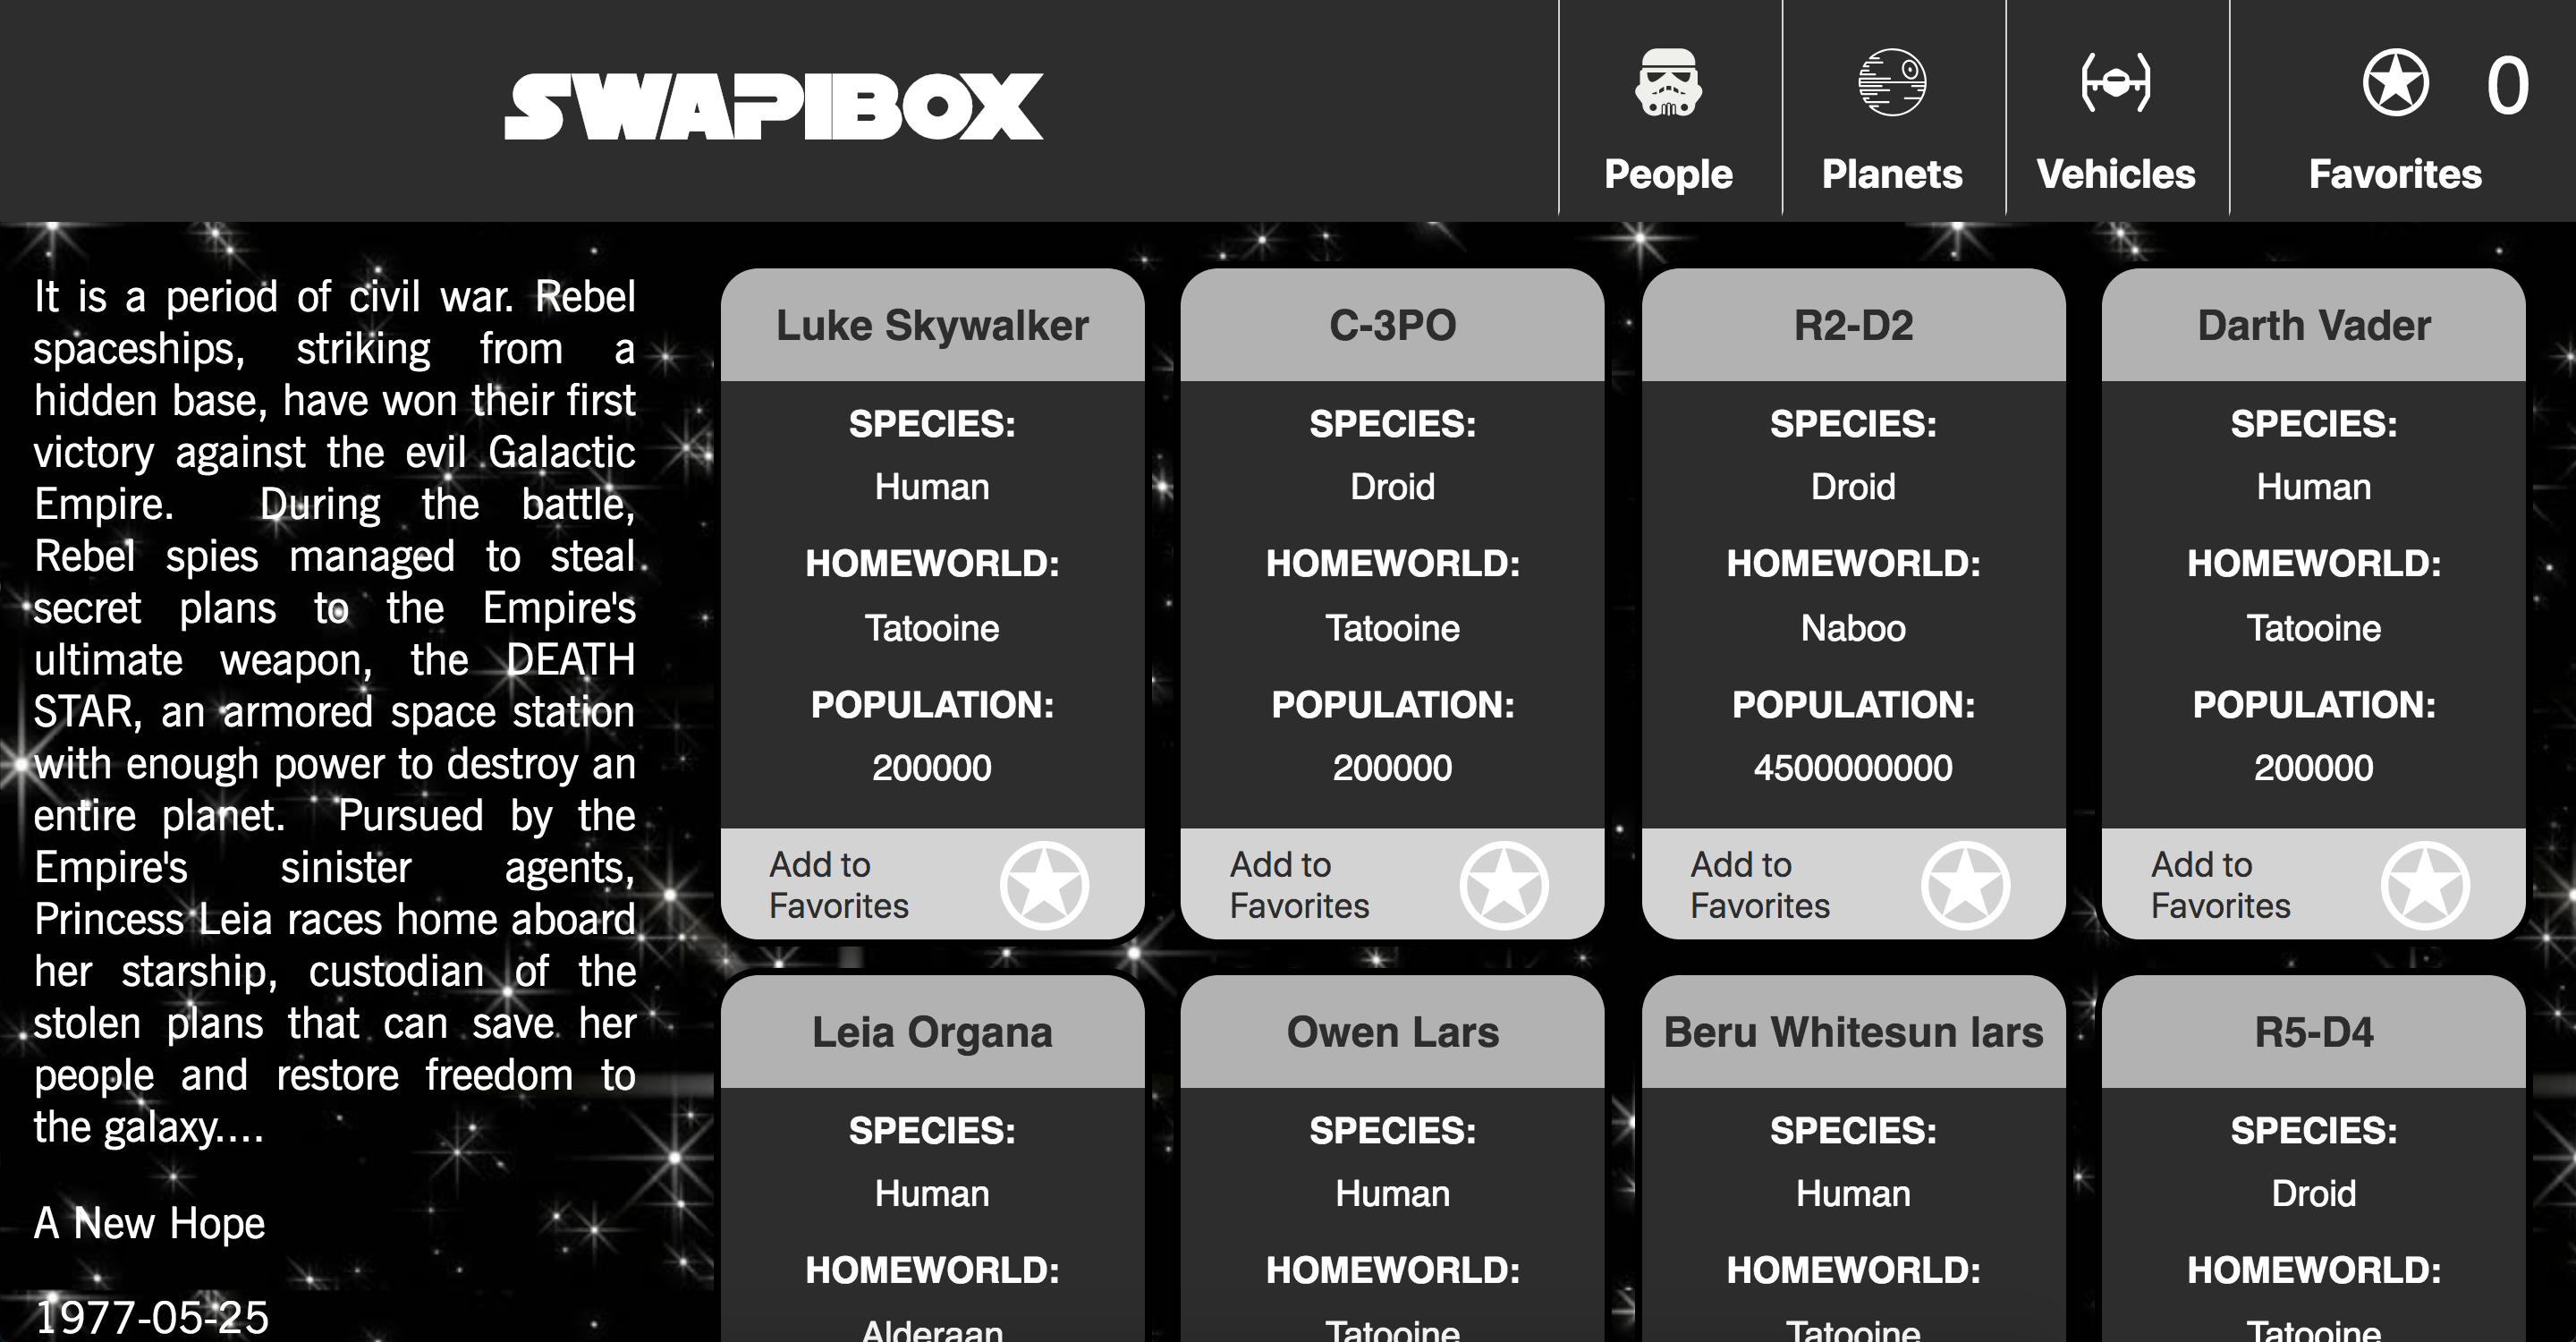 SWAPIBOX
People
Planets
Vehicles
Favorites
0
It is a period of civil war. Rebel
spaceships, striking from a
hidden base, have won their first
victory against the evil Galactic
Empire. During the battle,
Rebel spies managed to steal
secret plans to the Empire's
ultimate weapon, the DEATH
STAR, an armored space station
with enough power to destroy an
entire planet. Pursued by the
Empire's sinister agents,
Princess Leia races home aboard
her starship, custodian of the
stolen plans that can save her
people and restore freedom to
the galaxy....
A New Hope
1977-05-25
Luke Skywalker
SPECIES:
Human
HOMEWORLD:
Tatooine
POPULATION:
200000
Add to
Favorites
C-3PO
SPECIES:
Droid
HOMEWORLD:
Tatooine
POPULATION:
200000
Add to
Favorites
R2-D2
SPECIES:
Droid
HOMEWORLD:
Naboo
POPULATION:
4500000000
Add to
Favorites
Darth Vader
SPECIES:
Human
HOMEWORLD:
Tatooine
POPULATION:
200000
Add to
Favorites
Leia Organa
SPECIES:
Human
HOMEWORLD:
Alderaan
Owen Lars
SPECIES:
Human
HOMEWORLD:
Tatooine
Beru Whitesun lars
SPECIES:
Human
HOMEWORLD:
Tatooine
R5-D4
SPECIES:
Droid
HOMEWORLD:
Tatooine